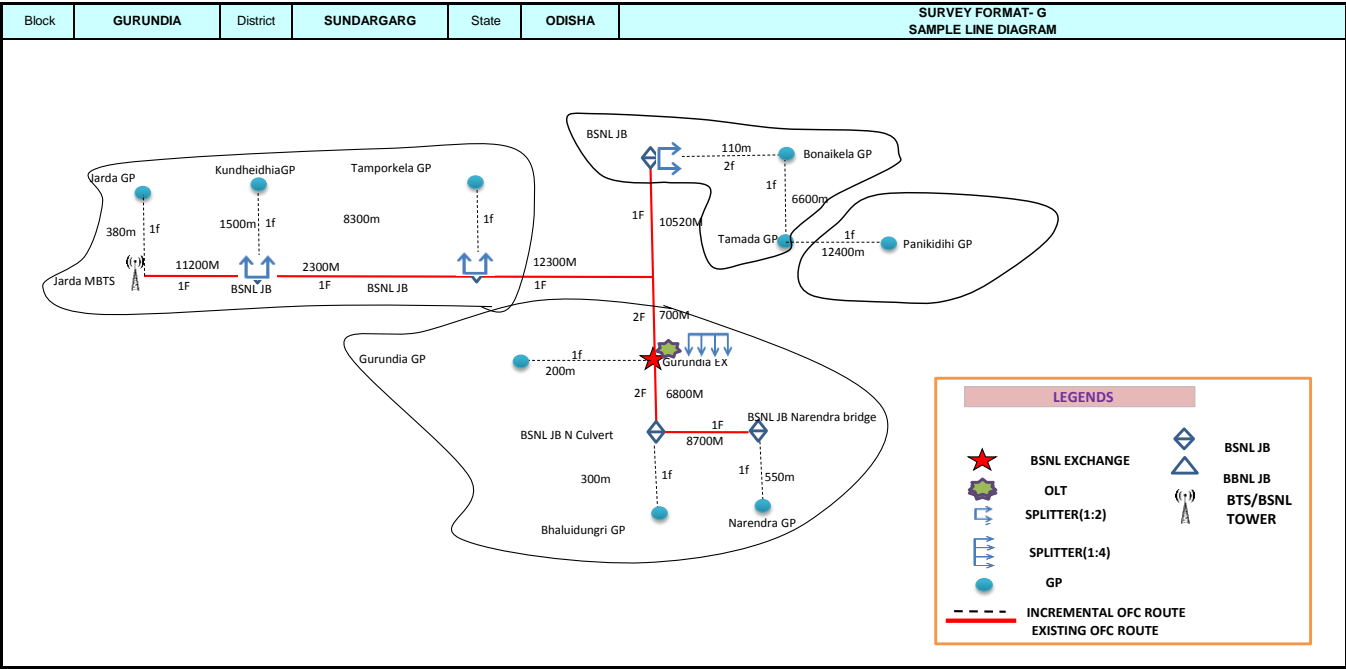 Block GURUNDIA District SUNDARGARG State ODISHA SURVEY FORMAT- G
SAMPLE LINE DIAGRAM
BSNL JB
110m
2f
Bonaikela GP
1f
6600m
1F
10520M
Tamada GP
1f
12400m
Panikidihi GP
Jarda GP
KundheidhiaGP
Tamporkela GP
380m
1f
1500m
1f
8300m
1f
Jarda MBTS
11200M
1F
BSNL JB
2300M
1F
BSNL JB
12300M
1F
2F
700M
Gurundia GP
1f
200m
Gurundia EX
2F
6800M
BSNL JB N Culvert
1F
8700M
BSNL JB Narendra bridge
300m
1f
1f
550m
Bhaluidungri GP
Narendra GP
LEGENDS
BSNL EXCHANGE
OLT
SPLITTER(1:2)
SPLITTER(1:4)
GP
BSNL JB
BBNL JB
BTS/BSNL
TOWER
INCREMENTAL OFC ROUTE
EXISTING OFC ROUTE